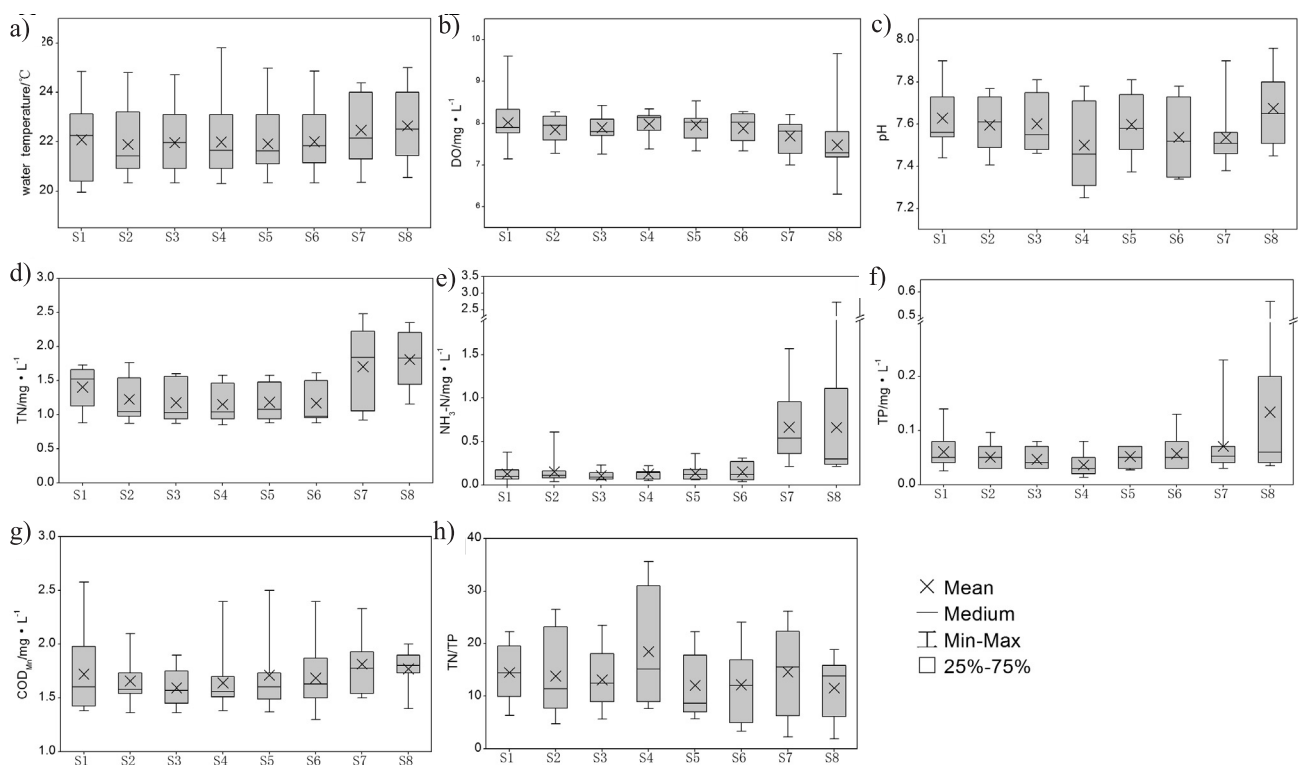 a)
26
24
22
20
water temperature/℃
S1 S2 S3 S4 S5 S6 S7 S8
b)
10
9
8
7
6
DO/mg • L-1
S1 S2 S3 S4 S5 S6 S7 S8
c)
8.0
7.8
7.6
7.4
7.2
pH
S1 S2 S3 S4 S5 S6 S7 S8
d)
3.0
2.5
2.0
1.5
1.0
0.5
0.0
TN/mg • L-1
S1 S2 S3 S4 S5 S6 S7 S8
e)
3.5
3.0
2.5
1.5
1.0
0.5
0.0
NH3-N/mg • L-1
S1 S2 S3 S4 S5 S6 S7 S8
f)
0.6
0.5
0.2
0.1
0.0
TP/mg • L-1
S1 S2 S3 S4 S5 S6 S7 S8
g)
3.0
2.5
2.0
1.5
1.0
CODMn/mg • L-1
S1 S2 S3 S4 S5 S6 S7 S8
h)
40
30
20
10
0
TN/TP
S1 S2 S3 S4 S5 S6 S7 S8
Mean
Medium
Min-Max
25%-75%